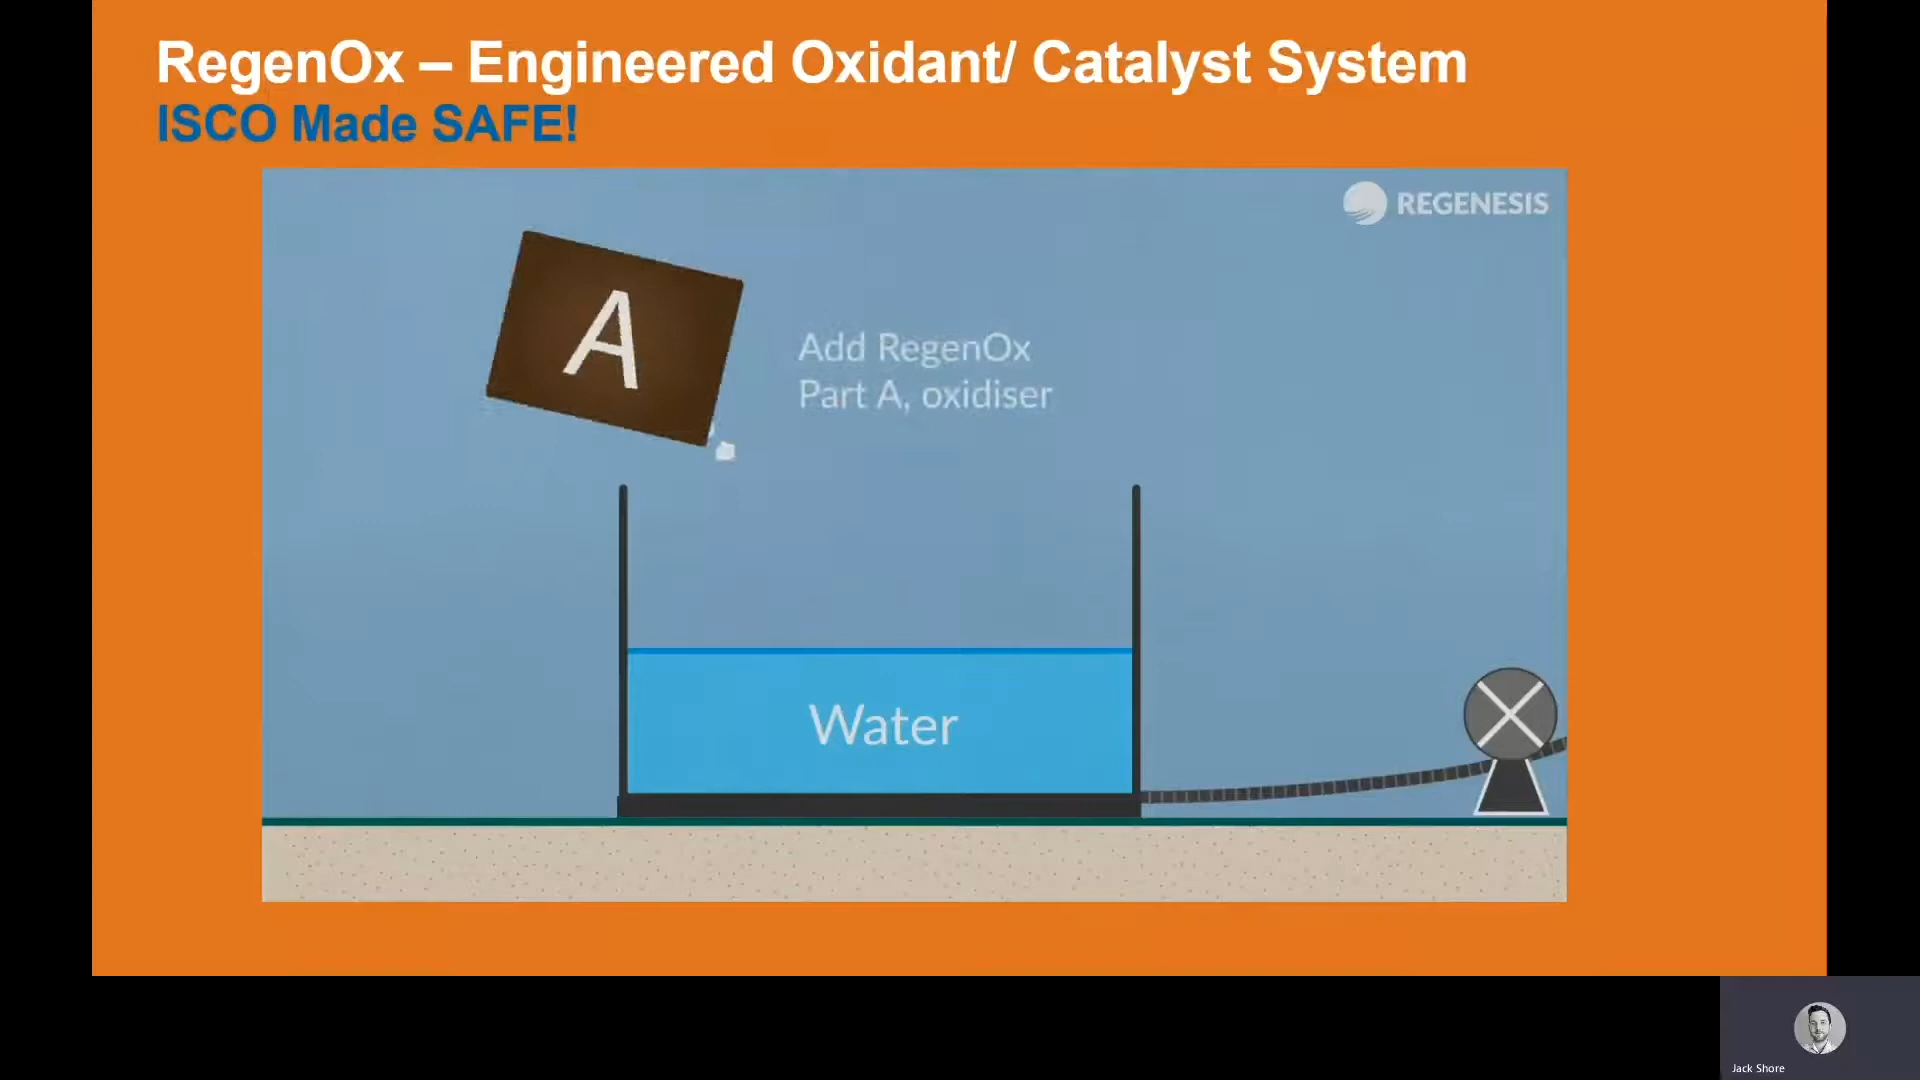 RegenOx – Engineered Oxidant/ Catalyst System
ISCO Made SAFE!
REGENESIS
A
Add RegenOx
Part A, oxidiser
Water
Jack Shore